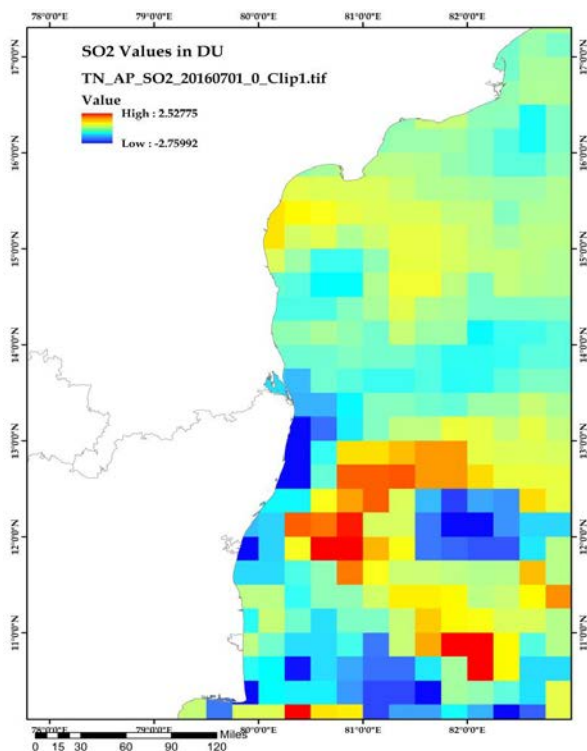 78°0'0"E 79°0'0"E 80°0'0"E 81°0'0"E 82°0'0"E
SO2 Values in DU
TN_AP_SO2_20160701_0_Clip1.tif
Value
High : 2.52775
Low : -2.75992
17°0'0"N 17°0'0"N
16°0'0"N 16°0'0"N
15°0'0"N 15°0'0"N
14°0'0"N 14°0'0"N
13°0'0"N 13°0'0"N
12°0'0"N 12°0'0"N
11°0'0"N 11°0'0"N
78°0'0"E 79°0'0"E 80°0'0"E 81°0'0"E 82°0'0"E
Miles
0 15 30 60 90 120